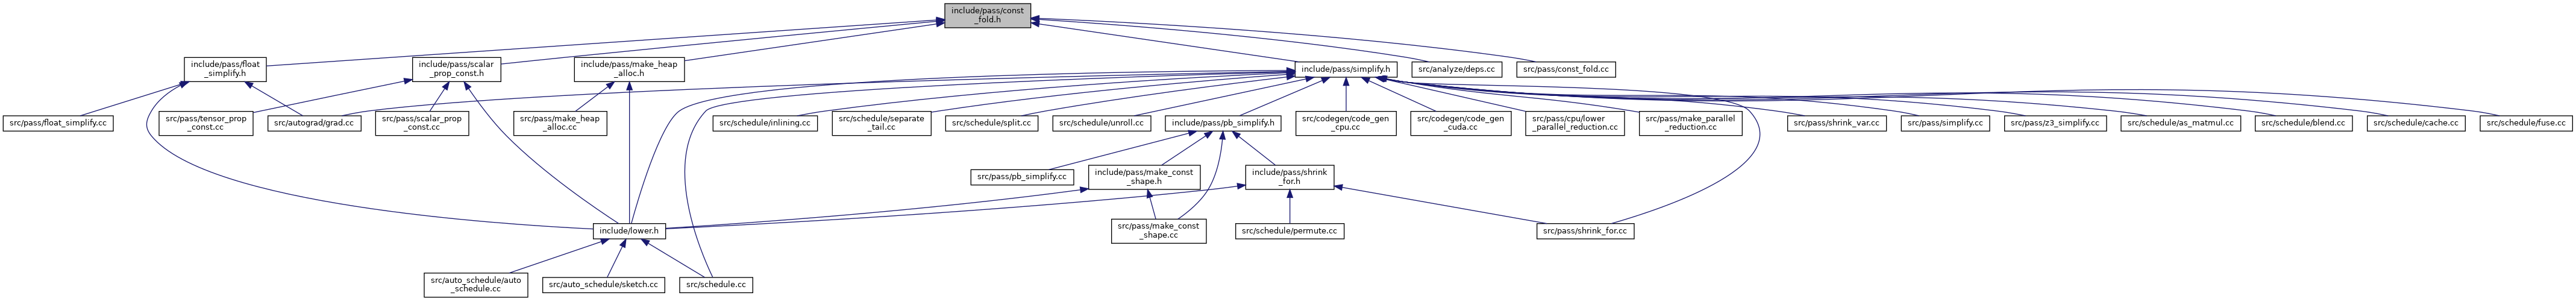 include/pass/const
_fold.h
include/pass/float
_simplify.h
include/pass/scalar
_prop_const.h
include/pass/make_heap
_alloc.h
include/pass/simplify.h
src/analyze/deps.cc
src/pass/const_fold.cc
src/pass/float_simplify.cc
src/pass/tensor_prop
_const.cc
src/autograd/grad.cc
src/pass/scalar_prop
_const.cc
src/pass/make_heap
_alloc.cc
src/schedule/inlining.cc
src/schedule/separate
_tail.cc
src/schedule/split.cc
src/schedule/unroll.cc
include/pass/pb_simplify.h
src/codegen/code_gen
_cpu.cc
src/codegen/code_gen
_cuda.cc
src/pass/cpu/lower
_parallel_reduction.cc
src/pass/make_parallel
_reduction.cc
src/pass/shrink_var.cc
src/pass/simplify.cc
src/pass/z3_simplify.cc
src/schedule/as_matmul.cc
src/schedule/blend.cc
src/schedule/cache.cc
src/schedule/fuse.cc
src/pass/pb_simplify.cc
include/pass/make_const
_shape.h
include/pass/shrink
_for.h
include/lower.h
src/pass/make_const
_shape.cc
src/schedule/permute.cc
src/pass/shrink_for.cc
src/auto_schedule/auto
_schedule.cc
src/auto_schedule/sketch.cc
src/schedule.cc